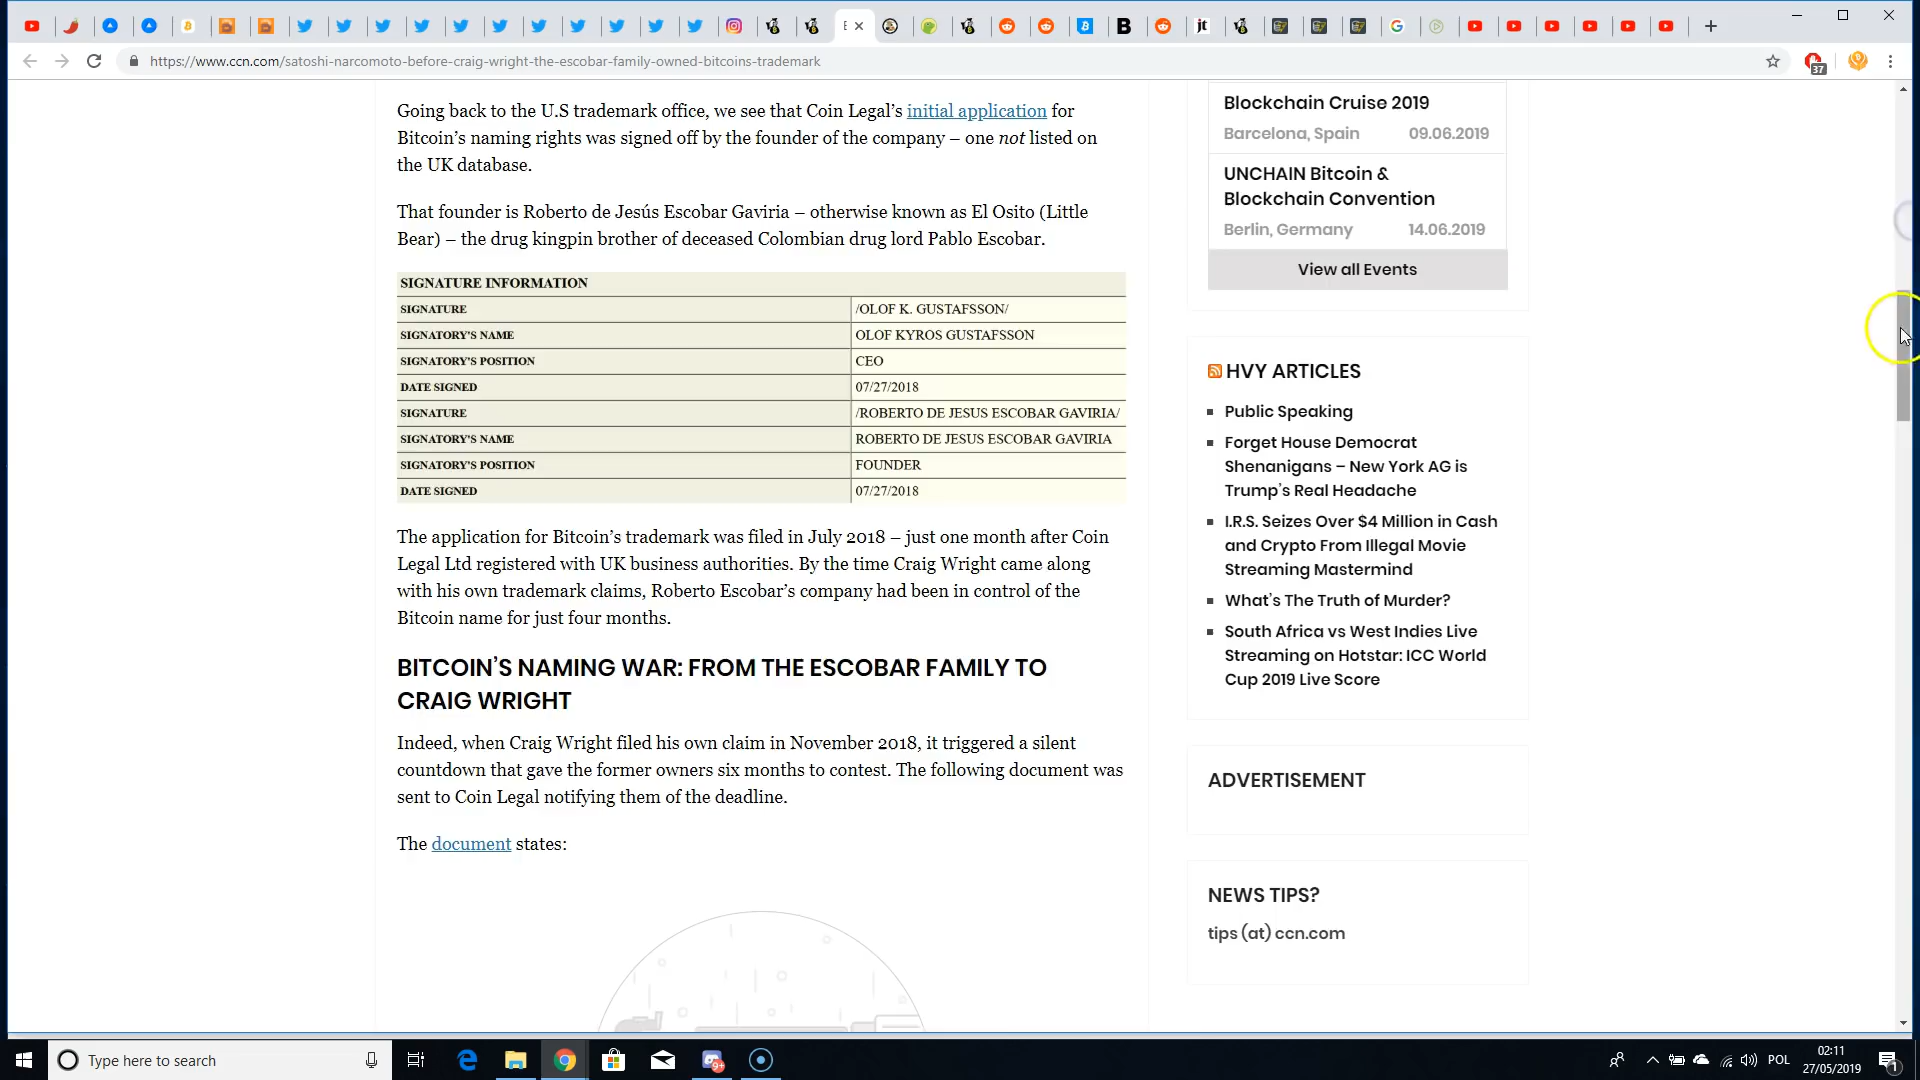 https://www.ccn.com/satoshi-narcomoto-before-craig-wright-the-escobar-family-owned-bitcoins-trademark
37
Going back to the U.S trademark office, we see that Coin Legal’s initial application for
Bitcoin’s naming rights was signed off by the founder of the company – one not listed on
the UK database.
That founder is Roberto de Jesús Escobar Gaviria – otherwise known as El Osito (Little
Bear) – the drug kingpin brother of deceased Colombian drug lord Pablo Escobar.
SIGNATURE INFORMATION
SIGNATURE /OLOF K. GUSTAFSSON/
SIGNATORY'S NAME OLOF KYROS GUSTAFSSON
SIGNATORY'S POSITION CEO
DATE SIGNED 07/27/2018
SIGNATURE /ROBERTO DE JESUS ESCOBAR GAVIRIA/
SIGNATORY'S NAME ROBERTO DE JESUS ESCOBAR GAVIRIA
SIGNATORY'S POSITION FOUNDER
DATE SIGNED 07/27/2018
The application for Bitcoin’s trademark was filed in July 2018 – just one month after Coin
Legal Ltd registered with UK business authorities. By the time Craig Wright came along
with his own trademark claims, Roberto Escobar’s company had been in control of the
Bitcoin name for just four months.
BITCOIN’S NAMING WAR: FROM THE ESCOBAR FAMILY TO
CRAIG WRIGHT
Indeed, when Craig Wright filed his own claim in November 2018, it triggered a silent
countdown that gave the former owners six months to contest. The following document was
sent to Coin Legal notifying them of the deadline.
The document states:
Blockchain Cruise 2019
Barcelona, Spain 09.06.2019
UNCHAIN Bitcoin &
Blockchain Convention
Berlin, Germany 14.06.2019
View all Events
HVY ARTICLES
Public Speaking
Forget House Democrat
Shenanigans – New York AG is
Trump’s Real Headache
I.R.S. Seizes Over $4 Million in Cash
and Crypto From Illegal Movie
Streaming Mastermind
What’s The Truth of Murder?
South Africa vs West Indies Live
Streaming on Hotstar: ICC World
Cup 2019 Live Score
ADVERTISEMENT
NEWS TIPS?
tips (at) ccn.com
Type here to search
9+
POL
02:11
27/05/2019
1